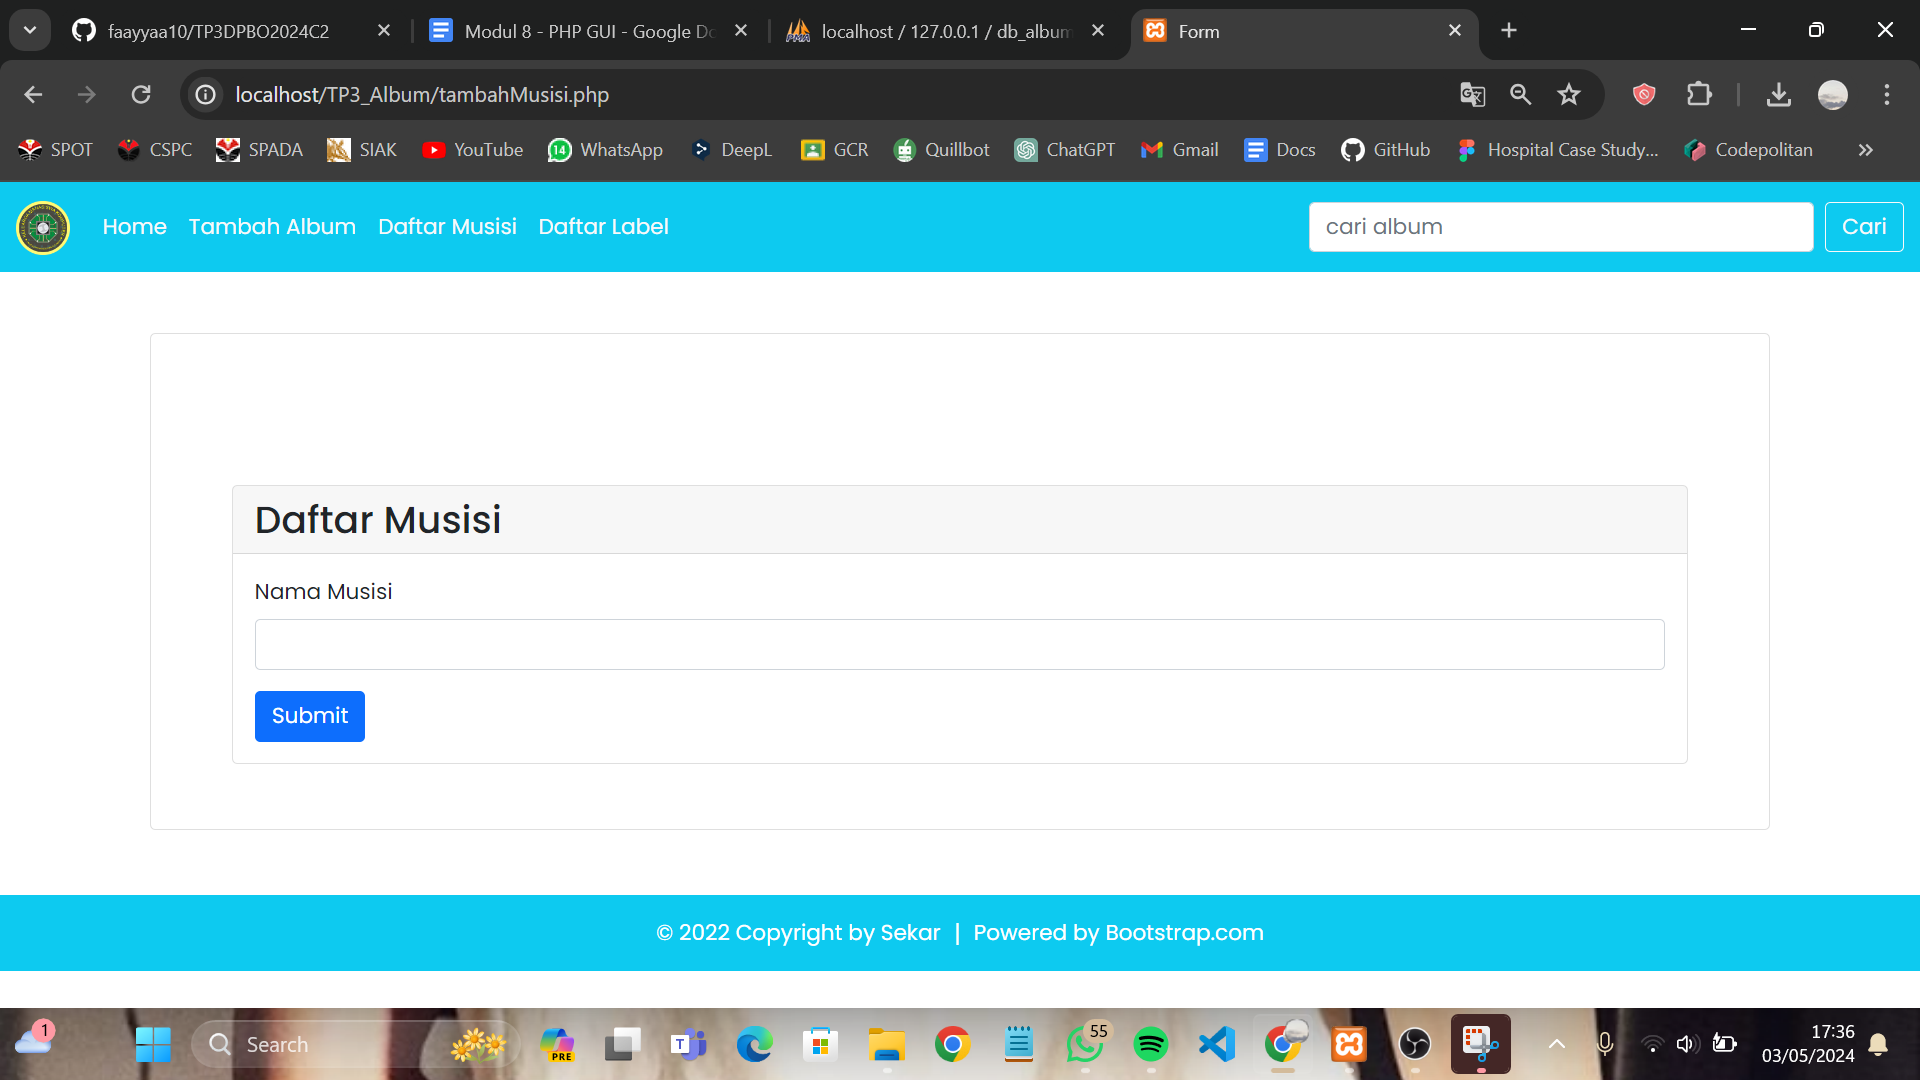 faayyaa10/TP3DPBO2024C2
Modul 8 - PHP GUI - Google Do
localhost / 127.0.0.1 / db_album
Form
localhost/TP3_Album/tambahMusisi.php
SPOT
CSPC
SPADA
SIAK
YouTube
14
WhatsApp
DeepL
GCR
Quillbot
ChatGPT
Gmail
Docs
GitHub
Hospital Case Study...
Codepolitan
Home
Tambah Album
Daftar Musisi
Daftar Label
cari album
Cari
Daftar Musisi
Nama Musisi
Submit
© 2022 Copyright by Sekar | Powered by Bootstrap.com
1
Search
PRE
55
17:36
03/05/2024